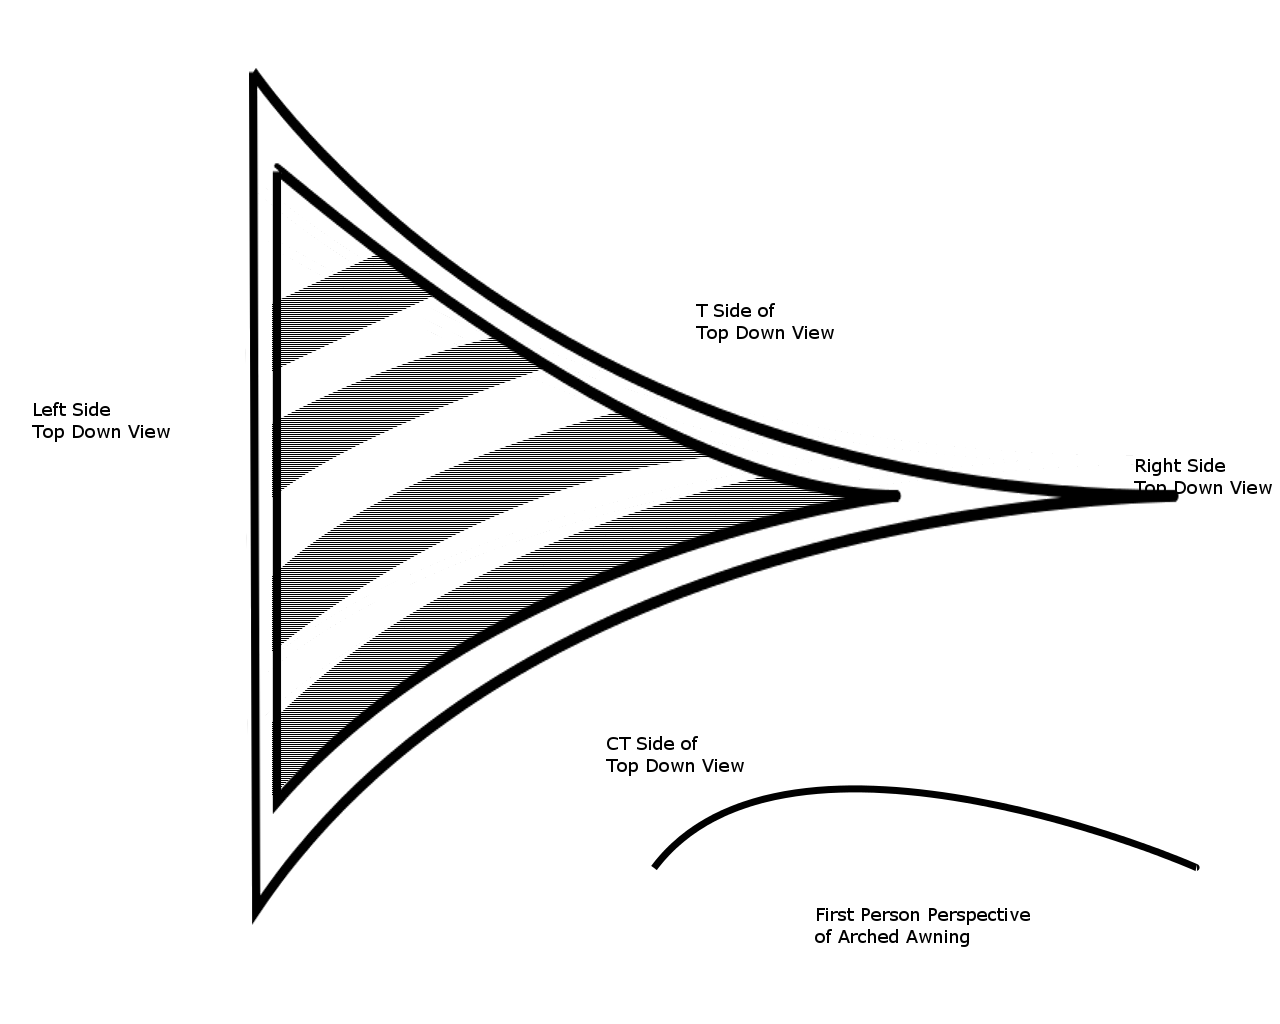 T Side of
Top Down View
Left Side
Top Down View
Right Side
Top Down View
CT Side of
Top Down View
First Person Perspective
of Arched Awning